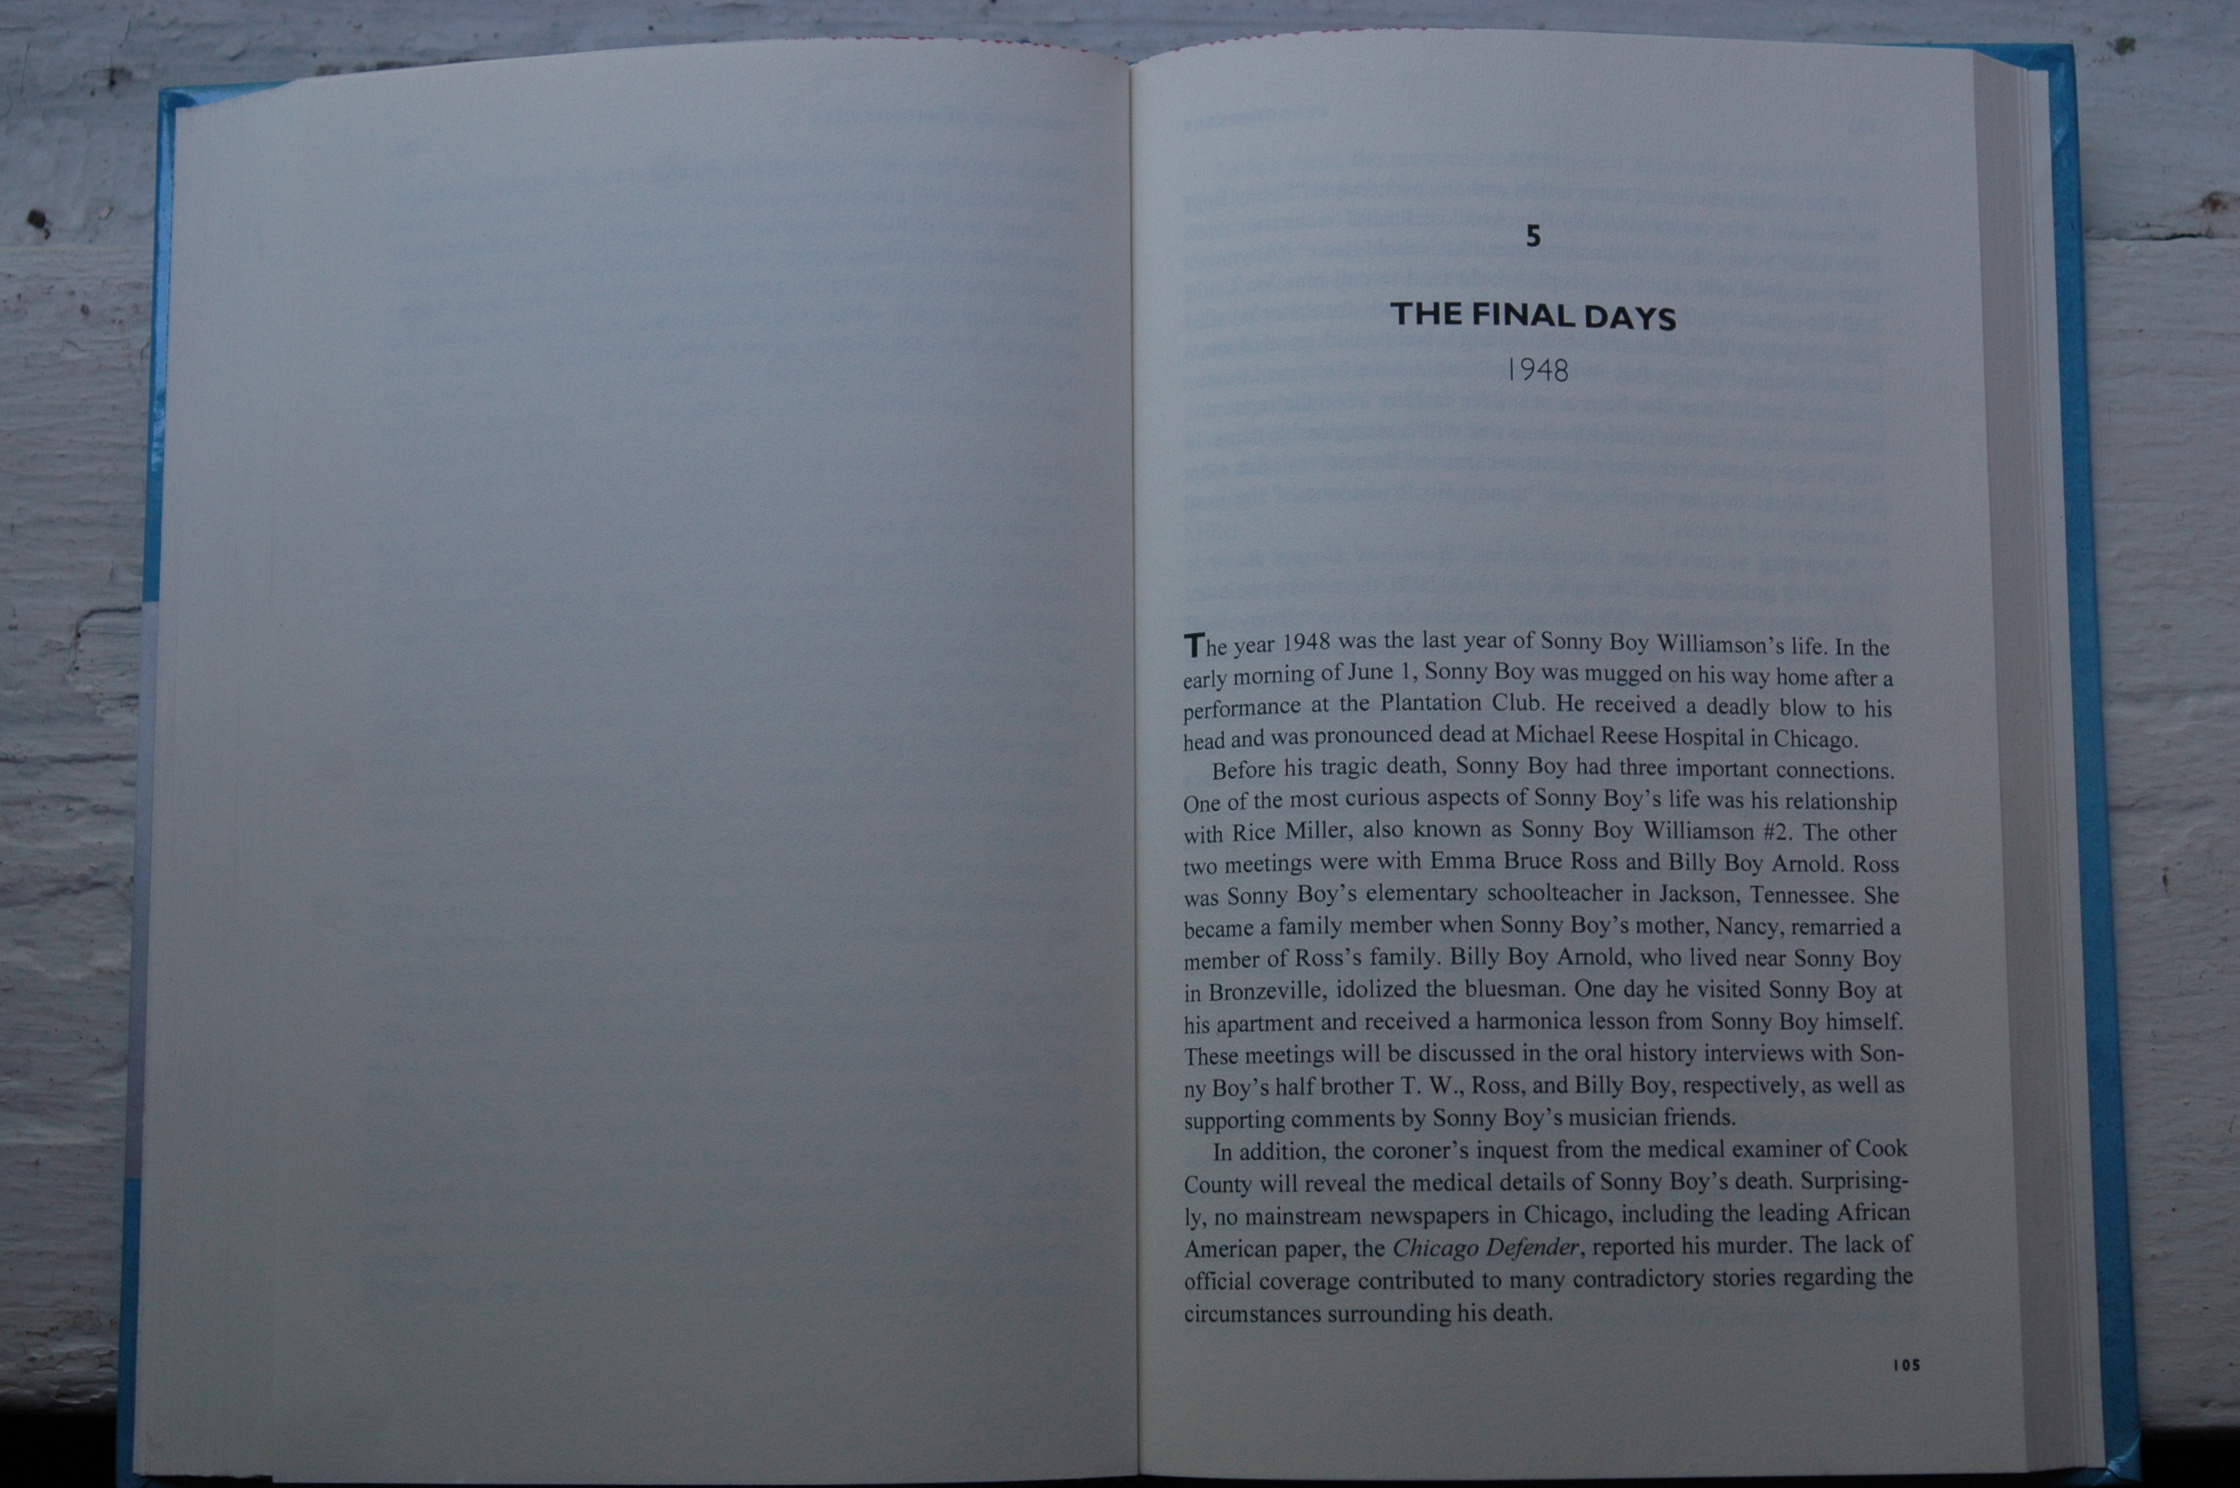 5
THE FINAL DAYS
1948
The year 1948 was the last year of Sonny Boy Williamson's life. In the
early morning of June 1, Sonny Boy was mugged on his way home after a
performance at the Plantation Club. He received a deadly blow to his
head and was pronounced dead at Michael Reese Hospital in Chicago.
Before his tragic death, Sonny Boy had three important connections.
One of the most curious aspects of Sonny Boy's life was his relationship
with Rice Miller, also known as Sonny Boy Williamson #2. The other
two meetings were with Emma Bruce Ross and Billy Boy Arnold. Ross
was Sonny Boy's elementary schoolteacher in Jackson, Tennessee. She
became a family member when Sonny Boy's mother, Nancy, remarried a
member of Ross's family. Billy Boy Arnold, who lived near Sonny Boy
in Bronzeville, idolized the bluesman. One day he visited Sonny Boy at
his apartment and received a harmonica lesson from Sonny Boy himself.
These meetings will be discussed in the oral history interviews with Son-
ny Boy's half brother T. W., Ross, and Billy Boy, respectively, as well as
supporting comments by Sonny Boy's musician friends.
In addition, the coroner's inquest from the medical examiner of Cook
County will reveal the medical details of Sonny Boy's death. Surprising-
ly, no mainstream newspapers in Chicago, including the leading African
American paper, the Chicago Defender, reported his murder. The lack of
official coverage contributed to many contradictory stories regarding the
circumstances surrounding his death.
105